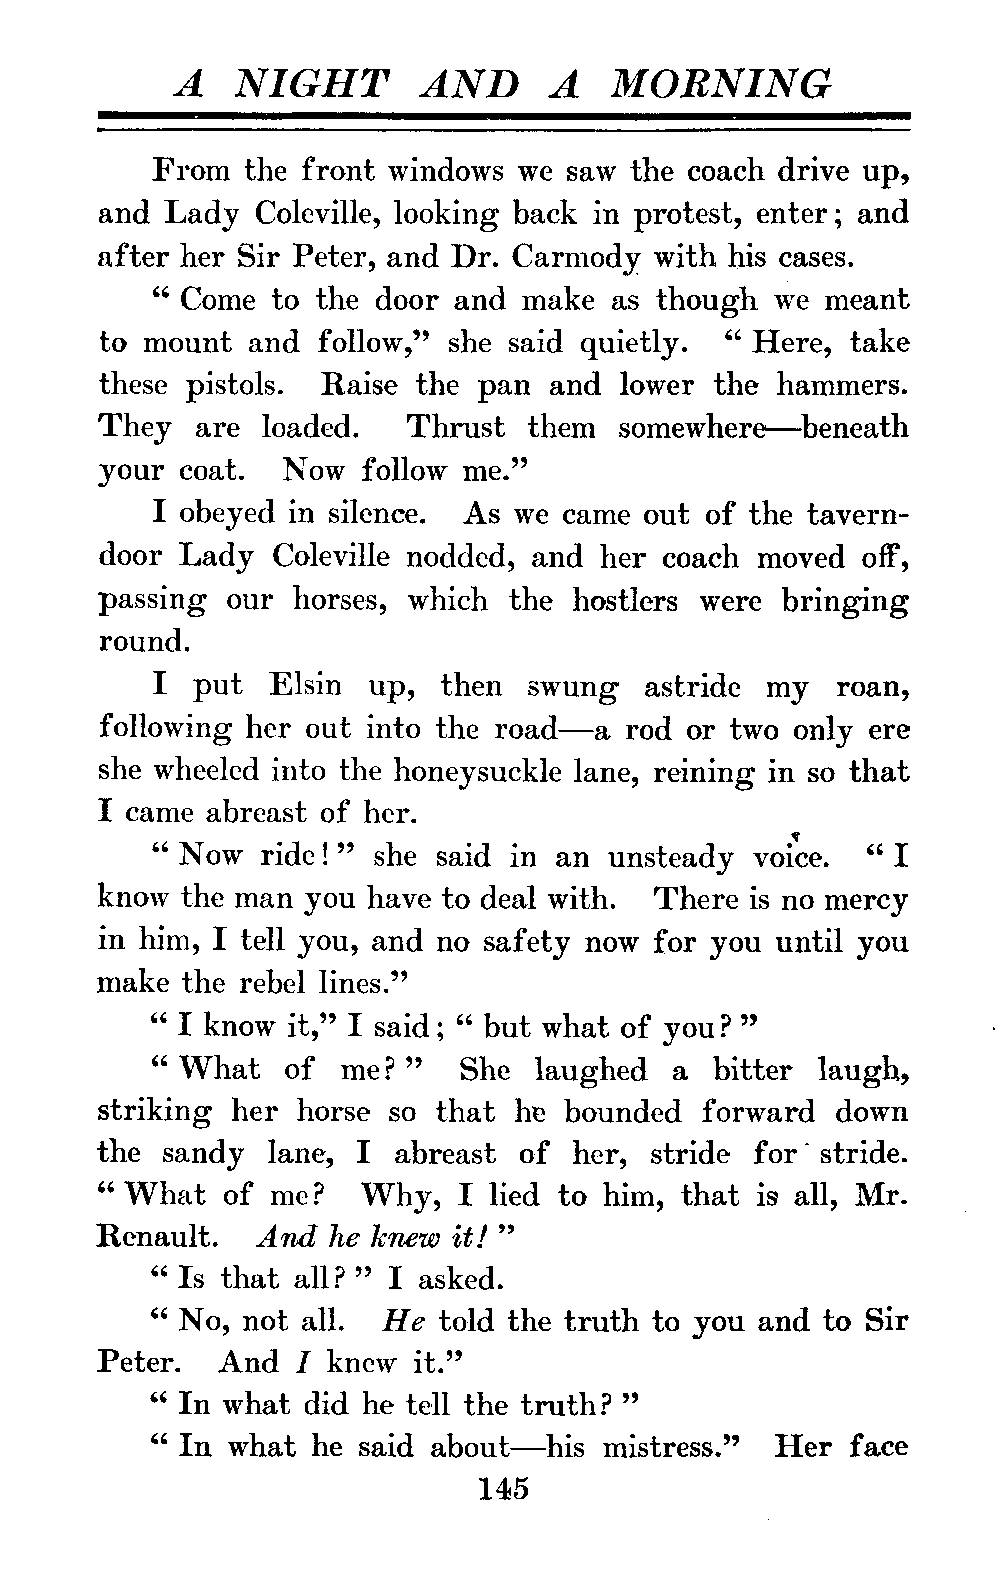 A NIGHT AND A MORNING
From the front windows we saw the coach drive up,
and Lady Coleville, looking back in protest, enter; and
after her Sir Peter, and Dr. Carmody with his cases.
“Come to the door and make as though we meant
to mount and follow,” she said quietly. “Here, take
these pistols. Raise the pan and lower the hammers.
They are loaded. Thrust them somewhere—beneath
your coat. Now follow me.”
I obeyed in silence. As we came out of the tavern-
door Lady Coleville nodded, and her coach moved off,
passing our horses, which the hostlers were bringing
round.
I put Elsin up, then swung astride my roan,
following her out into the road—a rod or two only ere
she wheeled into the honeysuckle lane, reining in so that
I came abreast of her.
“Now ride!” she said in an unsteady voice. “I
know the man you have to deal with. There is no mercy
in him, I tell you, and no safety now for you until you
make the rebel lines.”
“I know it,” I said; “but what of you?”
“What of me?” She laughed a bitter laugh,
striking her horse so that he bounded forward down
the sandy lane, I abreast of her, stride for stride.
“What of me? Why, I lied to him, that is all, Mr.
Renault. And he knew it!”
“Is that all?” I asked.
“No, not all. He told the truth to you and to Sir
Peter. And I knew it.”
“In what did he tell the truth?”
“In what he said about—his mistress.” Her face
145